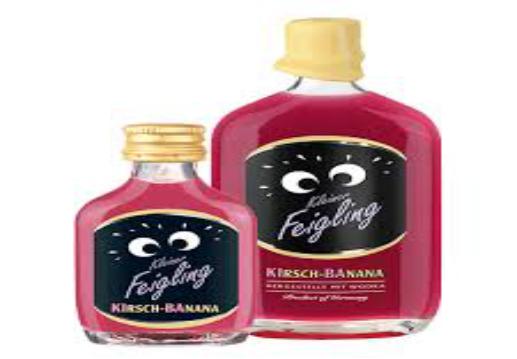 Kleiner
Feigling
KIRSCH-BANANA
Kleiner
Feigling
KIRSCH-BANANA
HERGESTELLT MIT WODKA
Product of Germany